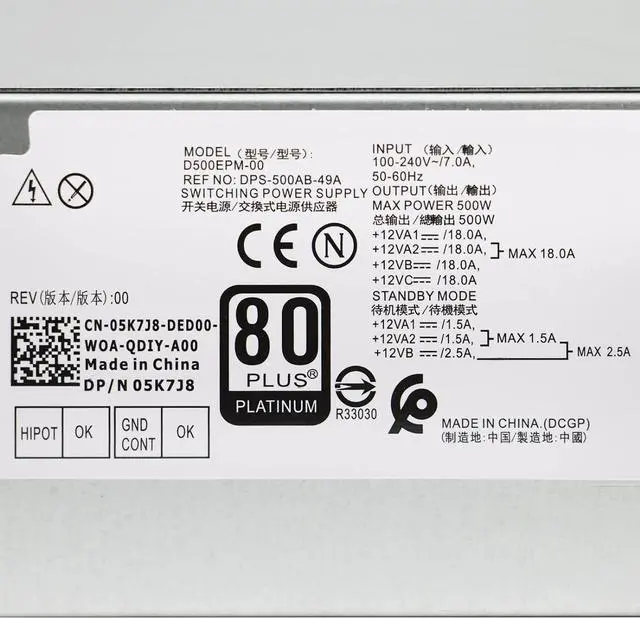 MODEL (型号/型号):
D500EPM-00
REF NO: DPS-500AB-49A
SWITCHING POWER SUPPLY
开关电源/交換式电源供应器
INPUT (输入/輸入)
100-240V~/7.0A,
50-60Hz
OUTPUT(输出/輸出)
MAX POWER 500W
总输出/總輸出 500W
+12VA1⎓ /18.0A,
+12VA2⎓ /18.0A, MAX 18.0A
+12VB⎓ /18.0A,
+12VC⎓ /18.0A
STANDBY MODE
待机模式/待機模式
+12VA1⎓ /1.5A,
+12VA2⎓ /1.5A, MAX 1.5A
+12VB⎓ /2.5A, MAX 2.5A
CE N
REV(版本/版本):00
CN-05K7J8-DED00-
WOA-QDIY-A00
Made in China
DP/N 05K7J8
80
PLUS®
PLATINUM
R33030
HIPOT OK
GND CONT OK
MADE IN CHINA.(DCGP)
(制造地:中国/製造地:中國)